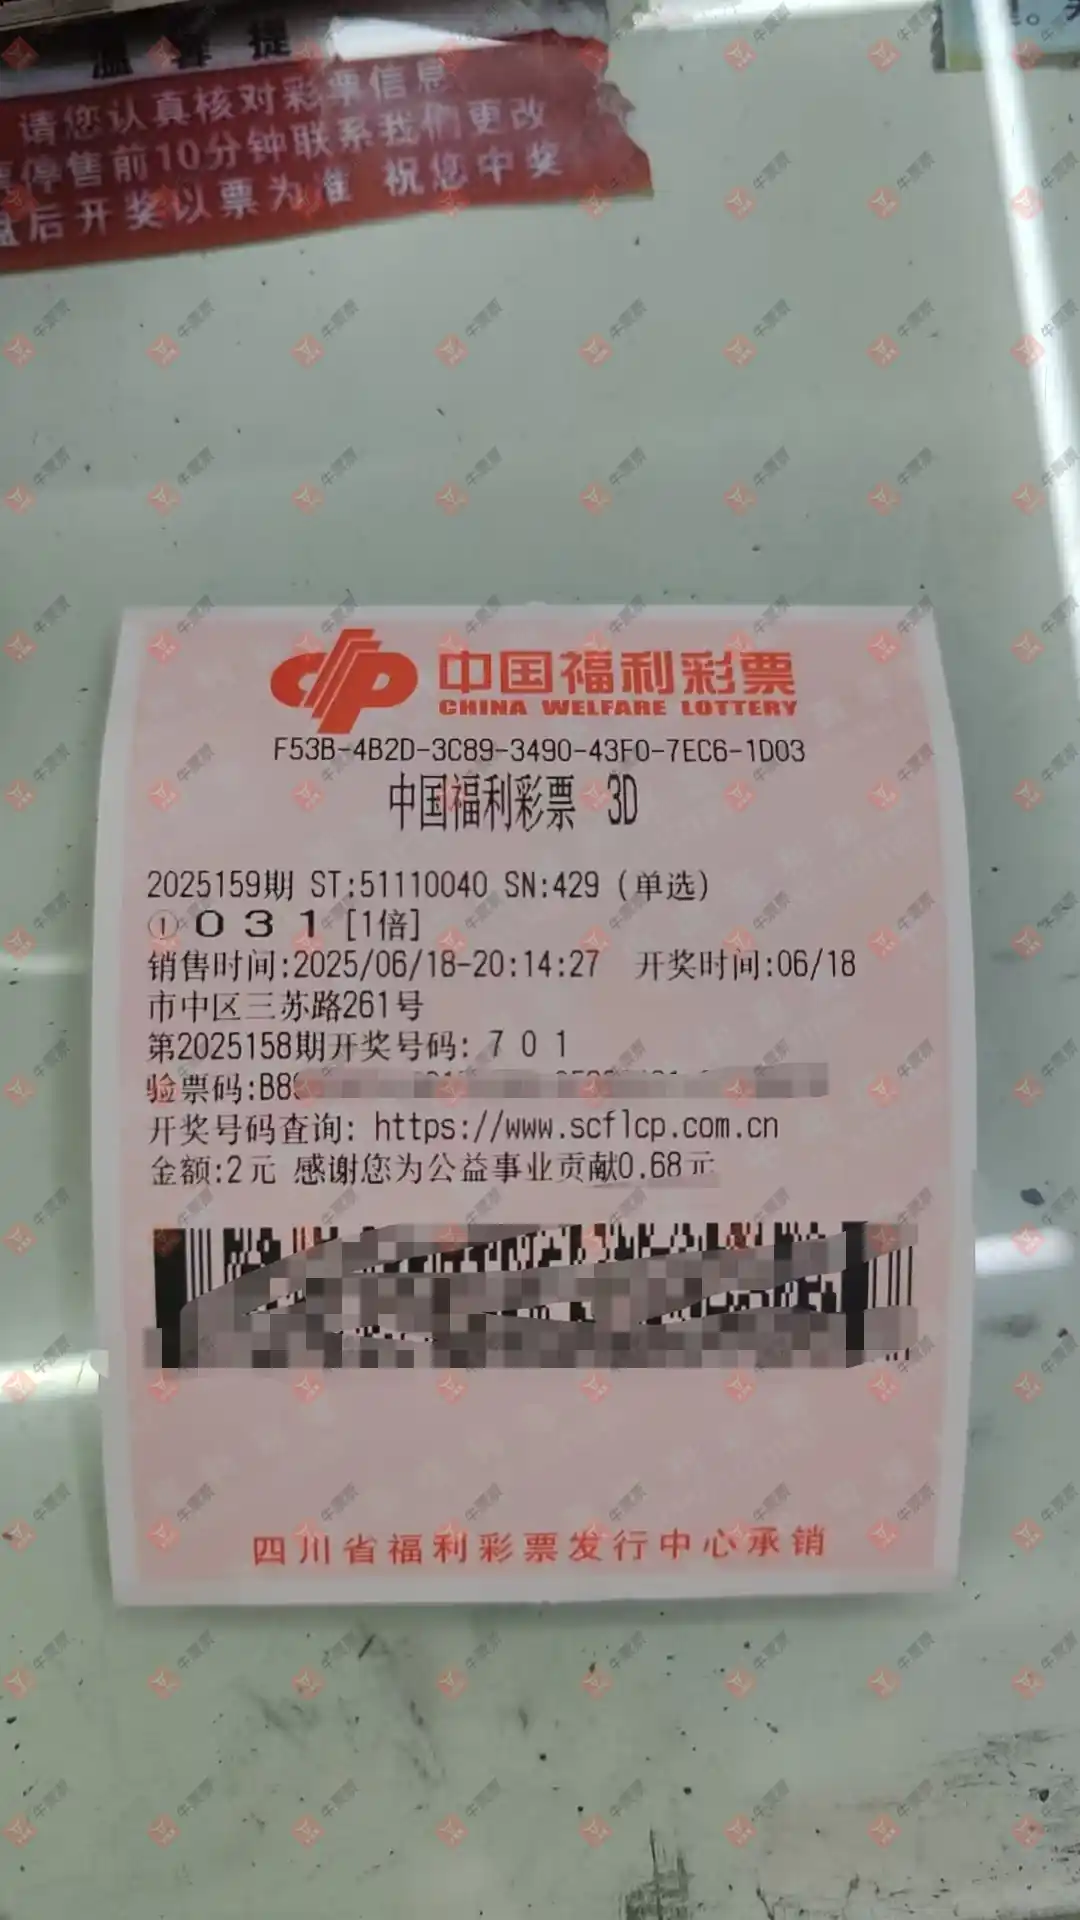 温馨提
请您认真核对彩票信息
票停售前10分钟联系我们更改
盘后开奖以票为准 祝您中奖
中国福利彩票
CHINA WELFARE LOTTERY
F53B-4B2D-3C89-3490-43F0-7EC6-1D03
中国福利彩票 3D
2025159期 ST:51110040 SN:429 (单选)
① 0 3 1 [1倍]
销售时间:2025/06/18-20:14:27 开奖时间:06/18
市中区三苏路261号
第2025158期开奖号码: 7 0 1
验票码:B8
开奖号码查询: https://www.scflcp.com.cn
金额:2元 感谢您为公益事业贡献0.68元
四川省福利彩票发行中心承销
牛票票